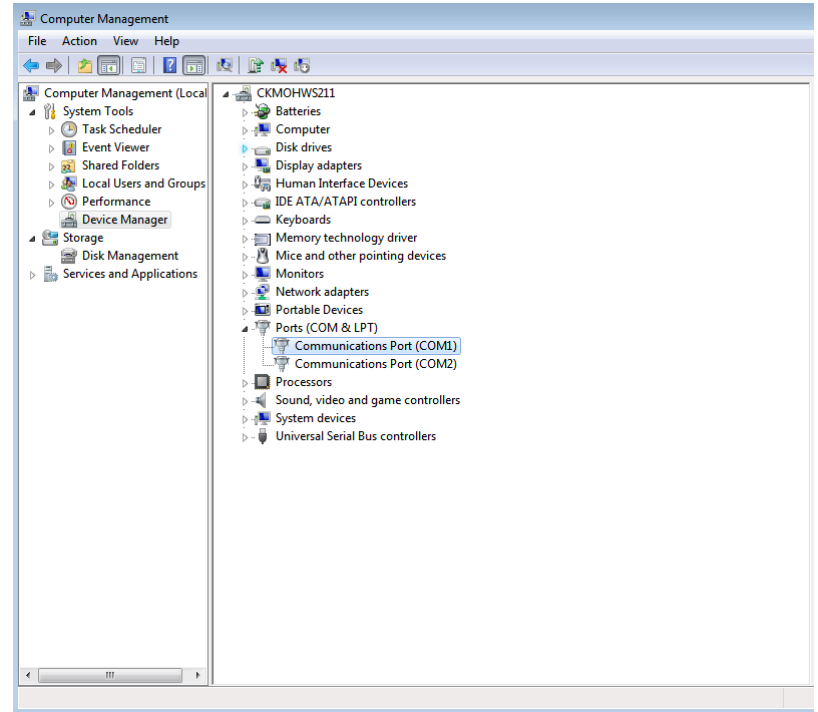 Computer Management
File Action View Help
Computer Management (Local
System Tools
Task Scheduler
Event Viewer
Shared Folders
Local Users and Groups
Performance
Device Manager
Storage
Disk Management
Services and Applications
CKMOHWS211
Batteries
Computer
Disk drives
Display adapters
Human Interface Devices
IDE ATA/ATAPI controllers
Keyboards
Memory technology driver
Mice and other pointing devices
Monitors
Network adapters
Portable Devices
Ports (COM & LPT)
Communications Port (COM1)
Communications Port (COM2)
Processors
Sound, video and game controllers
System devices
Universal Serial Bus controllers